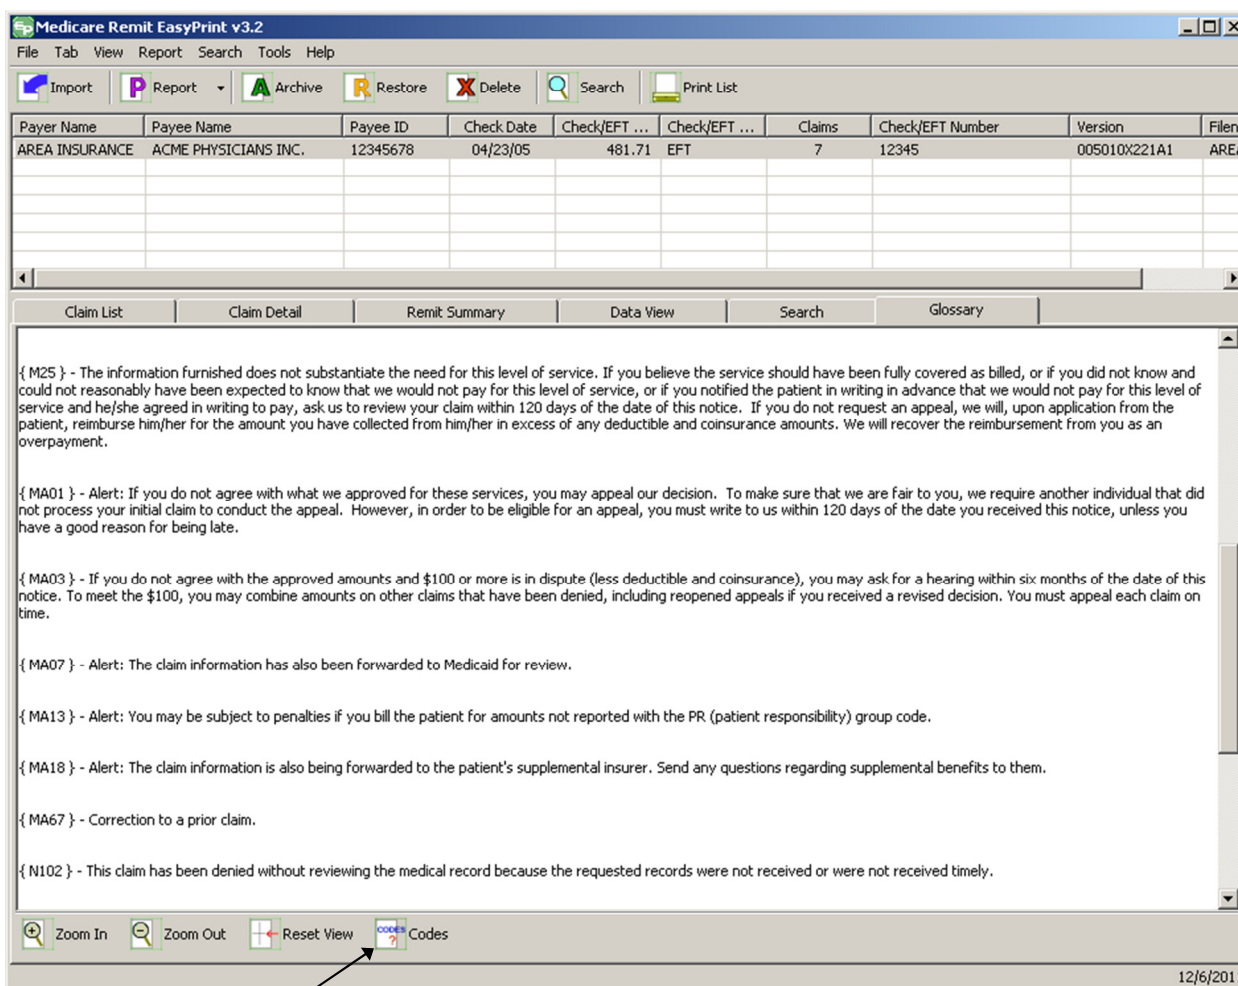 Medicare Remit EasyPrint v3.2
File Tab View Report Search Tools Help
Import Report Archive Restore Delete Search Print List
Payer Name Payee Name Payee ID Check Date Check/EFT ... Check/EFT ... Claims Check/EFT Number Version Filen
AREA INSURANCE ACME PHYSICIANS INC. 12345678 04/23/05 481.71 EFT 7 12345 005010X221A1 AREA
Claim List Claim Detail Remit Summary Data View Search Glossary
{ M25 } - The information furnished does not substantiate the need for this level of service. If you believe the service should have been fully covered as billed, or if you did not know and
could not reasonably have been expected to know that we would not pay for this level of service, or if you notified the patient in writing in advance that we would not pay for this level of
service and he/she agreed in writing to pay, ask us to review your claim within 120 days of the date of this notice. If you do not request an appeal, we will, upon application from the
patient, reimburse him/her for the amount you have collected from him/her in excess of any deductible and coinsurance amounts. We will recover the reimbursement from you as an
overpayment.
{ MA01 } - Alert: If you do not agree with what we approved for these services, you may appeal our decision. To make sure that we are fair to you, we require another individual that did
not process your initial claim to conduct the appeal. However, in order to be eligible for an appeal, you must write to us within 120 days of the date you received this notice, unless you
have a good reason for being late.
{ MA03 } - If you do not agree with the approved amounts and $100 or more is in dispute (less deductible and coinsurance), you may ask for a hearing within six months of the date of this
notice. To meet the $100, you may combine amounts on other claims that have been denied, including reopened appeals if you received a revised decision. You must appeal each claim on
time.
{ MA07 } - Alert: The claim information has also been forwarded to Medicaid for review.
{ MA13 } - Alert: You may be subject to penalties if you bill the patient for amounts not reported with the PR (patient responsibility) group code.
{ MA18 } - Alert: The claim information is also being forwarded to the patient's supplemental insurer. Send any questions regarding supplemental benefits to them.
{ MA67 } - Correction to a prior claim.
{ N102 } - This claim has been denied without reviewing the medical record because the requested records were not received or were not received timely.
Zoom In Zoom Out Reset View CODES ? Codes
12/6/201